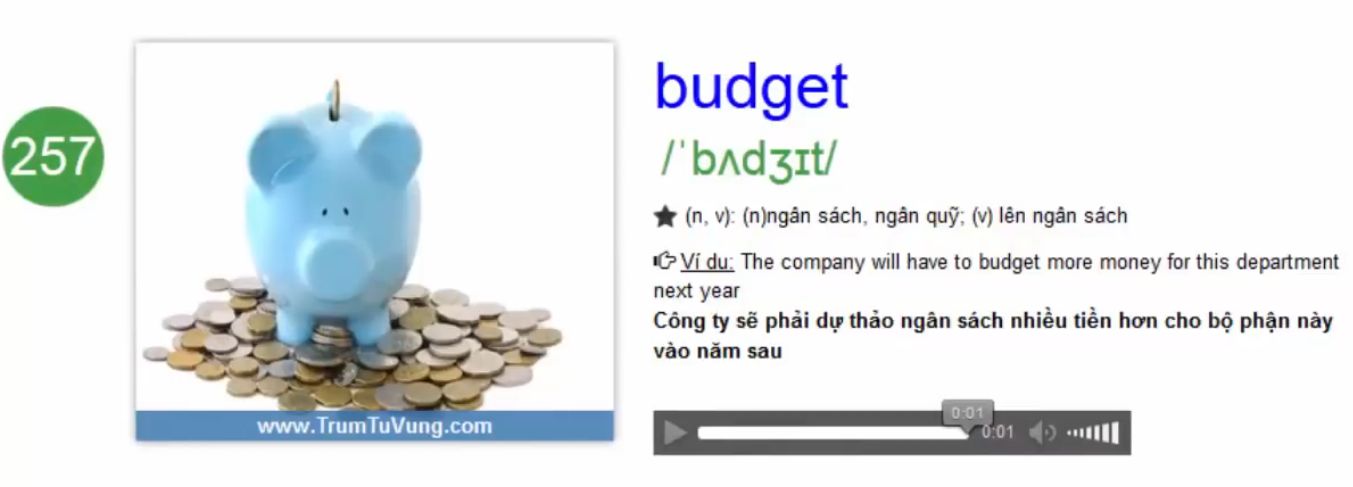 257
budget
/ˈbʌdʒɪt/
(n, v): (n)ngân sách, ngân quỹ; (v) lên ngân sách
Ví du: The company will have to budget more money for this department
next year
Công ty sẽ phải dự thảo ngân sách nhiều tiền hơn cho bộ phận này
vào năm sau
www.TrumTuVung.com
0:01
0:01